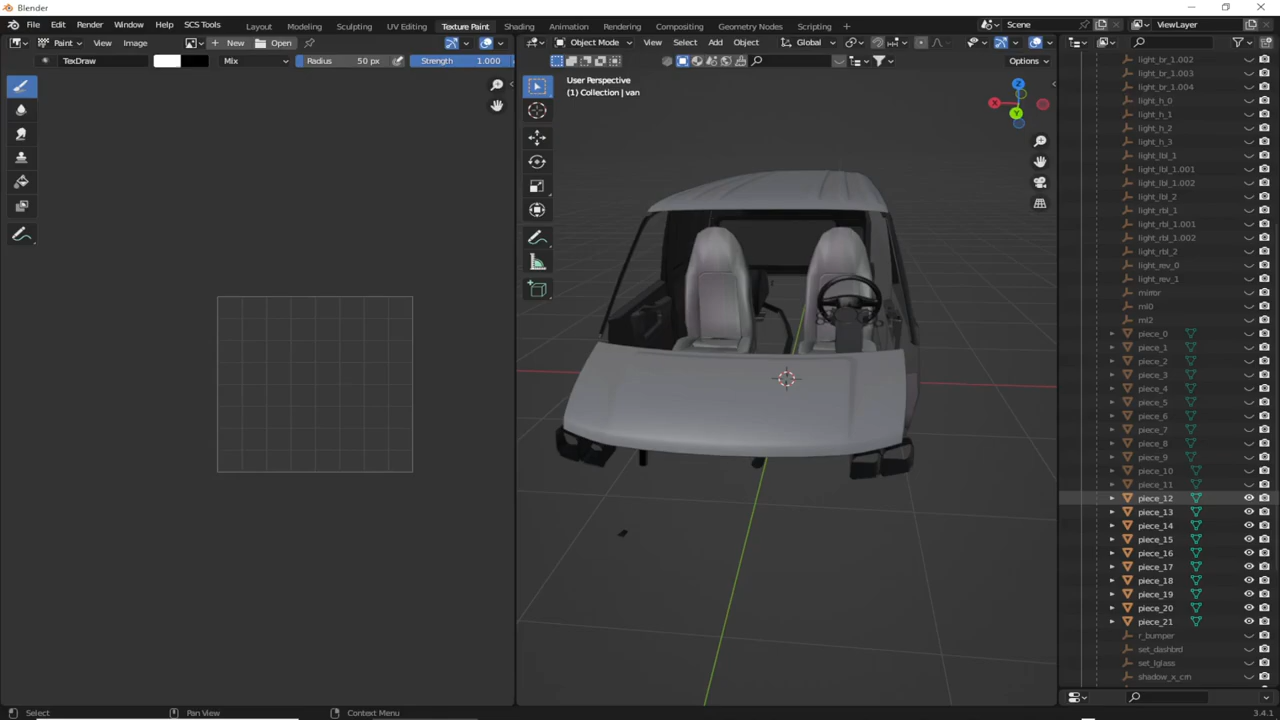 Blender
File Edit Render Window Help SCS Tools Layout Modeling Sculpting UV Editing Texture Paint Shading Animation Rendering Compositing Geometry Nodes Scripting + Scene ViewLayer
Paint View Image + New Open Object Mode View Select Add Object Global
TexDraw Mix Radius 50 px Strength 1.000 Options
User Perspective
(1) Collection | van
Z
X
Y
light_br_1.002
light_br_1.003
light_br_1.004
light_h_0
light_h_1
light_h_2
light_h_3
light_lbl_1
light_lbl_1.001
light_lbl_1.002
light_lbl_2
light_rbl_1
light_rbl_1.001
light_rbl_1.002
light_rbl_2
light_rev_0
light_rev_1
mirror
ml0
ml2
piece_0
piece_1
piece_2
piece_3
piece_4
piece_5
piece_6
piece_7
piece_8
piece_9
piece_10
piece_11
piece_12
piece_13
piece_14
piece_15
piece_16
piece_17
piece_18
piece_19
piece_20
piece_21
r_bumper
set_dashbrd
set_lglass
shadow_x_crn
Select Pan View Context Menu 3.4.1